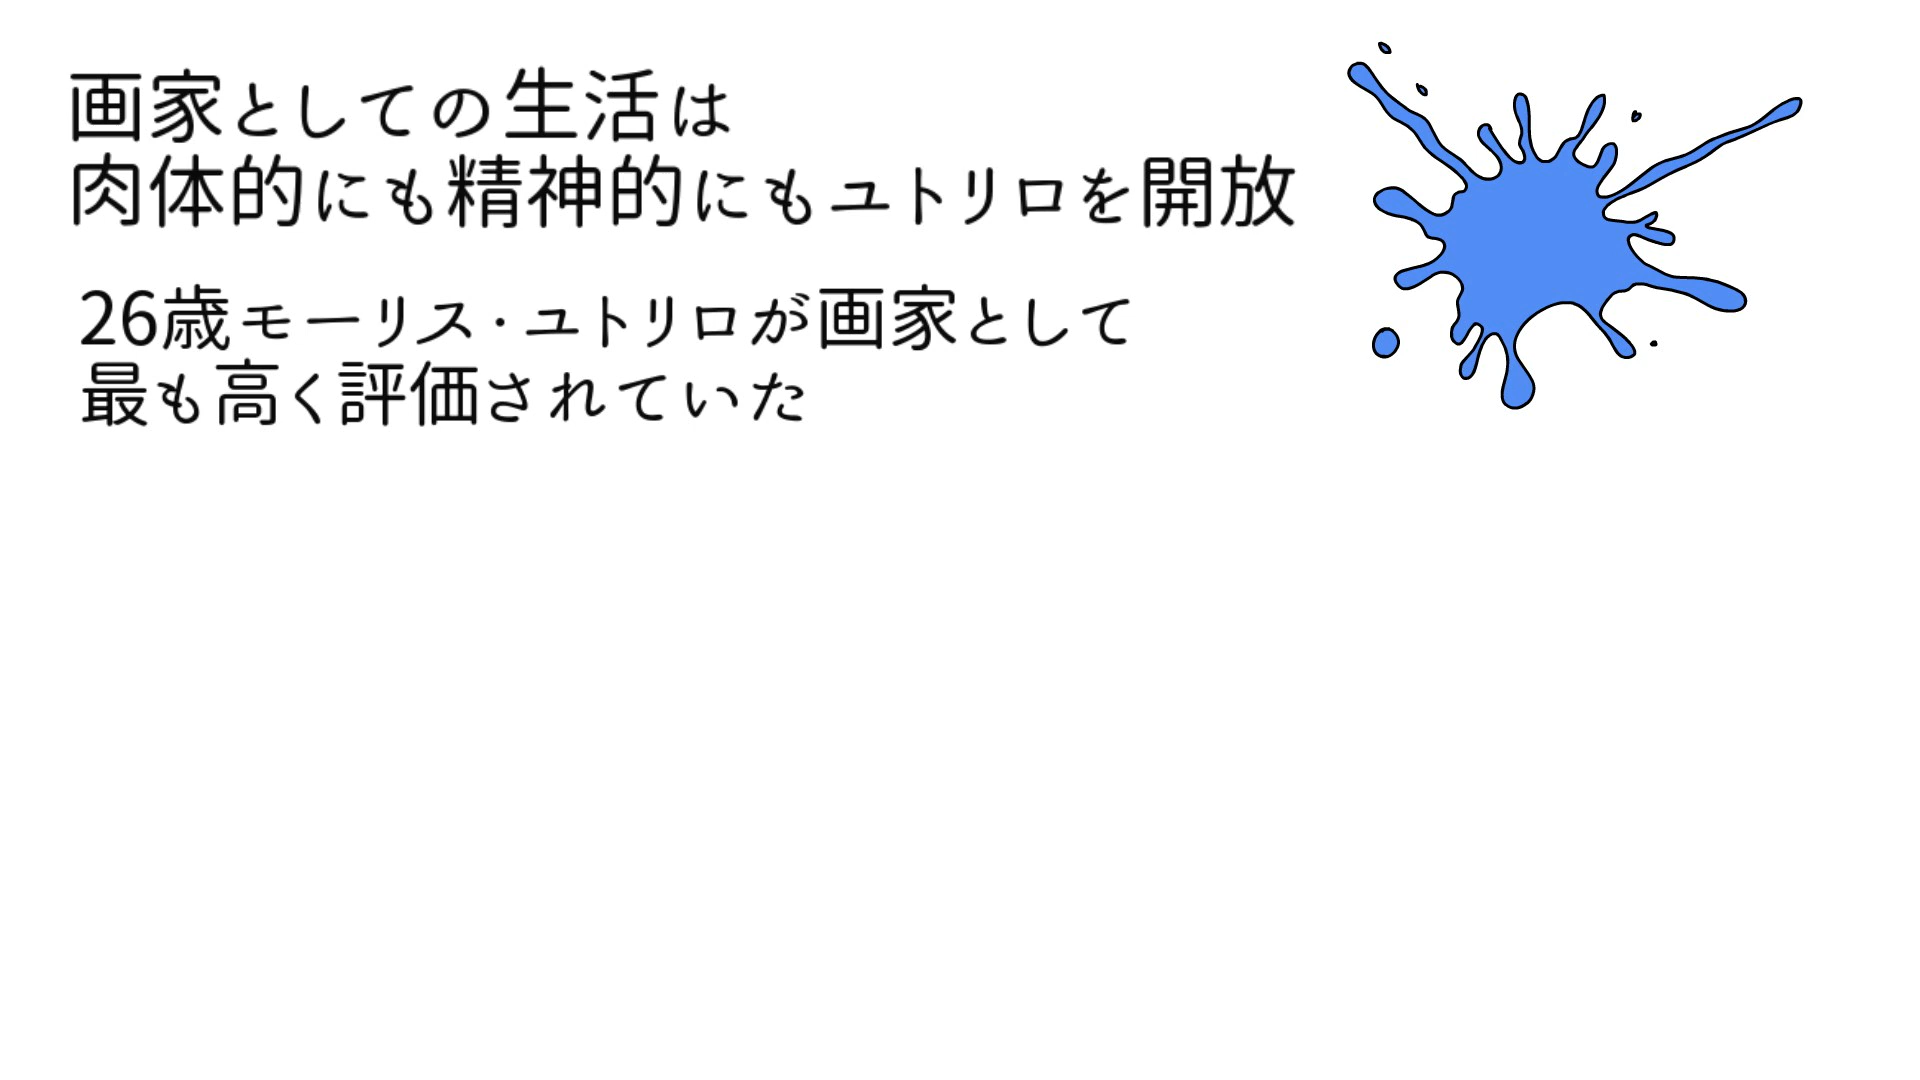 画家としての生活は
肉体的にも精神的にもユトリロを開放
26歳モーリス・ユトリロが画家として
最も高く評価されていた